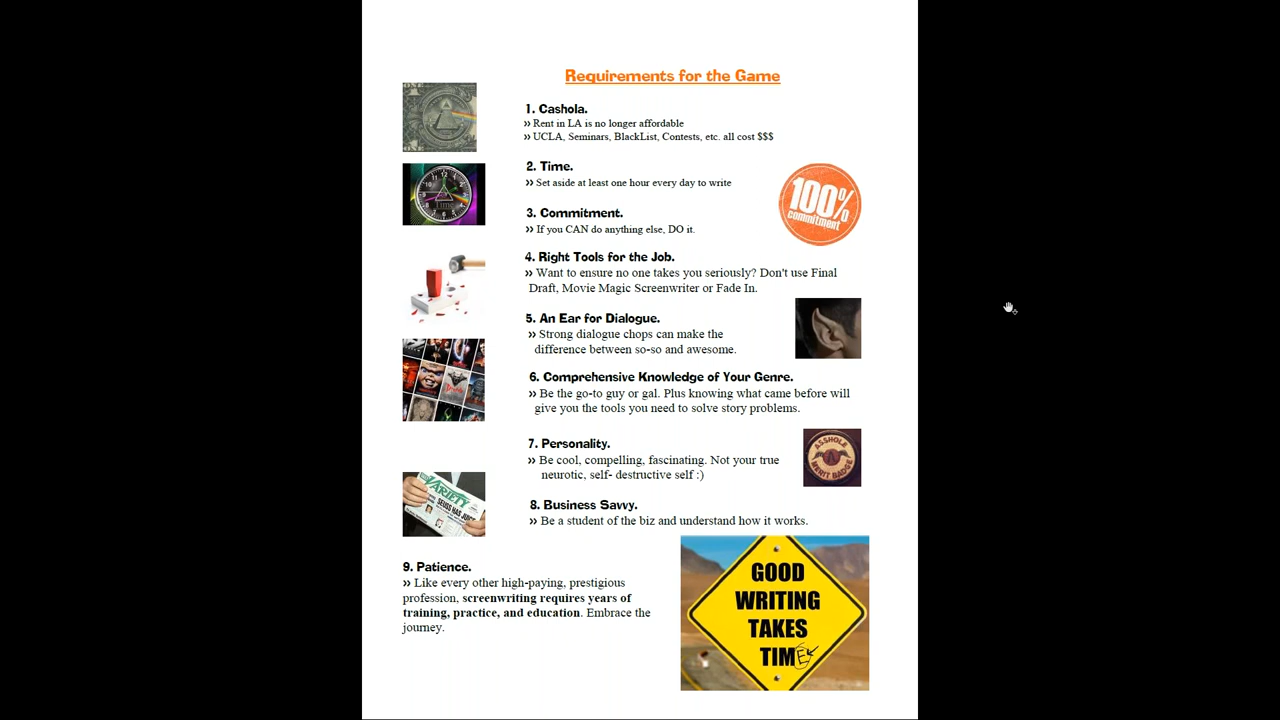 Requirements for the Game
1. Cashola.
›› Rent in LA is no longer affordable
›› UCLA, Seminars, BlackList, Contests, etc. all cost $$$
2. Time.
›› Set aside at least one hour every day to write
100%
commitment
3. Commitment.
›› If you CAN do anything else, DO it.
4. Right Tools for the Job.
›› Want to ensure no one takes you seriously? Don't use Final
Draft, Movie Magic Screenwriter or Fade In.
5. An Ear for Dialogue.
›› Strong dialogue chops can make the
difference between so-so and awesome.
6. Comprehensive Knowledge of Your Genre.
›› Be the go-to guy or gal. Plus knowing what came before will
give you the tools you need to solve story problems.
7. Personality.
›› Be cool, compelling, fascinating. Not your true
neurotic, self- destructive self :)
ASSHOLE
MERIT BADGE
VARIETY
8. Business Savvy.
›› Be a student of the biz and understand how it works.
9. Patience.
›› Like every other high-paying, prestigious
profession, screenwriting requires years of
training, practice, and education. Embrace the
journey.
GOOD
WRITING
TAKES
TIME